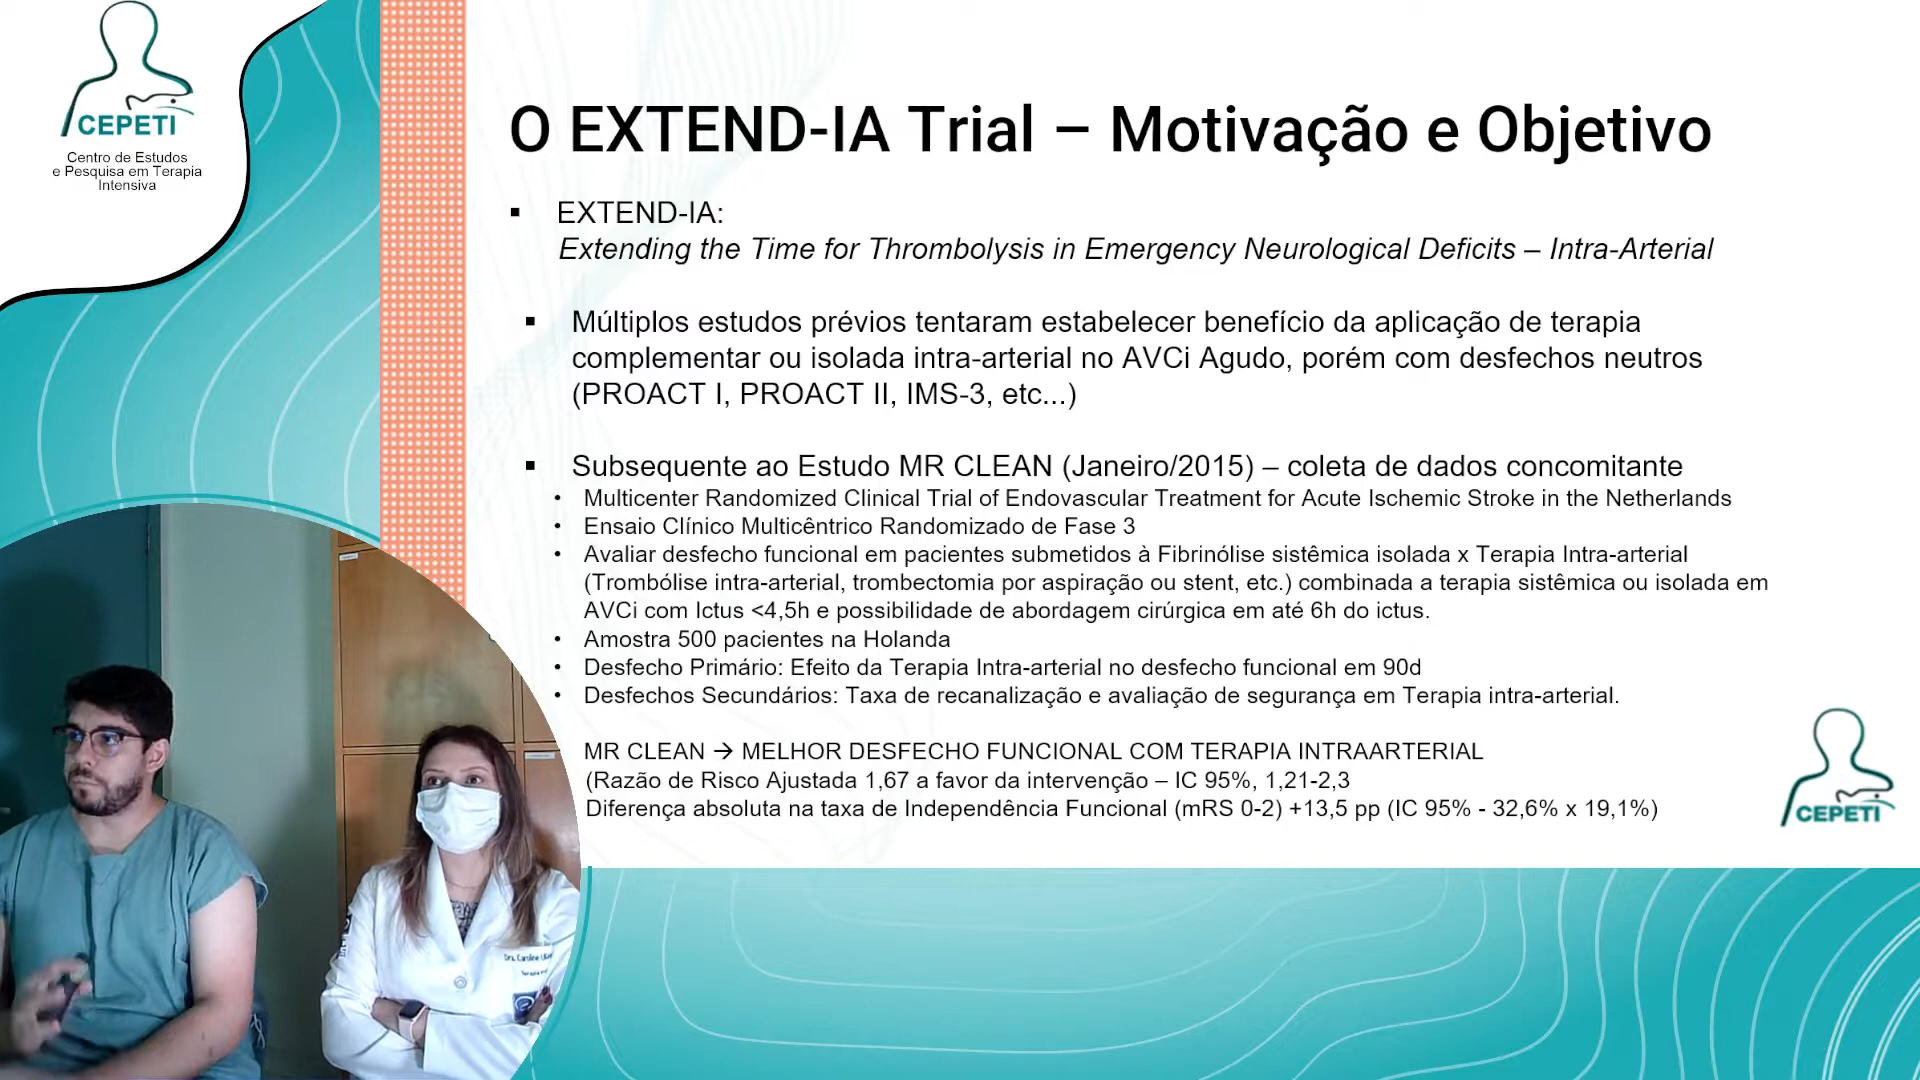 CEPETI
Centro de Estudos
e Pesquisa em Terapia
Intensiva
O EXTEND-IA Trial – Motivação e Objetivo
▪ EXTEND-IA:
Extending the Time for Thrombolysis in Emergency Neurological Deficits – Intra-Arterial
▪ Múltiplos estudos prévios tentaram estabelecer benefício da aplicação de terapia
complementar ou isolada intra-arterial no AVCi Agudo, porém com desfechos neutros
(PROACT I, PROACT II, IMS-3, etc...)
▪ Subsequente ao Estudo MR CLEAN (Janeiro/2015) – coleta de dados concomitante
• Multicenter Randomized Clinical Trial of Endovascular Treatment for Acute Ischemic Stroke in the Netherlands
• Ensaio Clínico Multicêntrico Randomizado de Fase 3
• Avaliar desfecho funcional em pacientes submetidos à Fibrinólise sistêmica isolada x Terapia Intra-arterial
(Trombólise intra-arterial, trombectomia por aspiração ou stent, etc.) combinada a terapia sistêmica ou isolada em
AVCi com Ictus <4,5h e possibilidade de abordagem cirúrgica em até 6h do ictus.
• Amostra 500 pacientes na Holanda
• Desfecho Primário: Efeito da Terapia Intra-arterial no desfecho funcional em 90d
• Desfechos Secundários: Taxa de recanalização e avaliação de segurança em Terapia intra-arterial.
MR CLEAN → MELHOR DESFECHO FUNCIONAL COM TERAPIA INTRAARTERIAL
(Razão de Risco Ajustada 1,67 a favor da intervenção – IC 95%, 1,21-2,3
Diferença absoluta na taxa de Independência Funcional (mRS 0-2) +13,5 pp (IC 95% - 32,6% x 19,1%)
CEPETI
Dra. Caroline